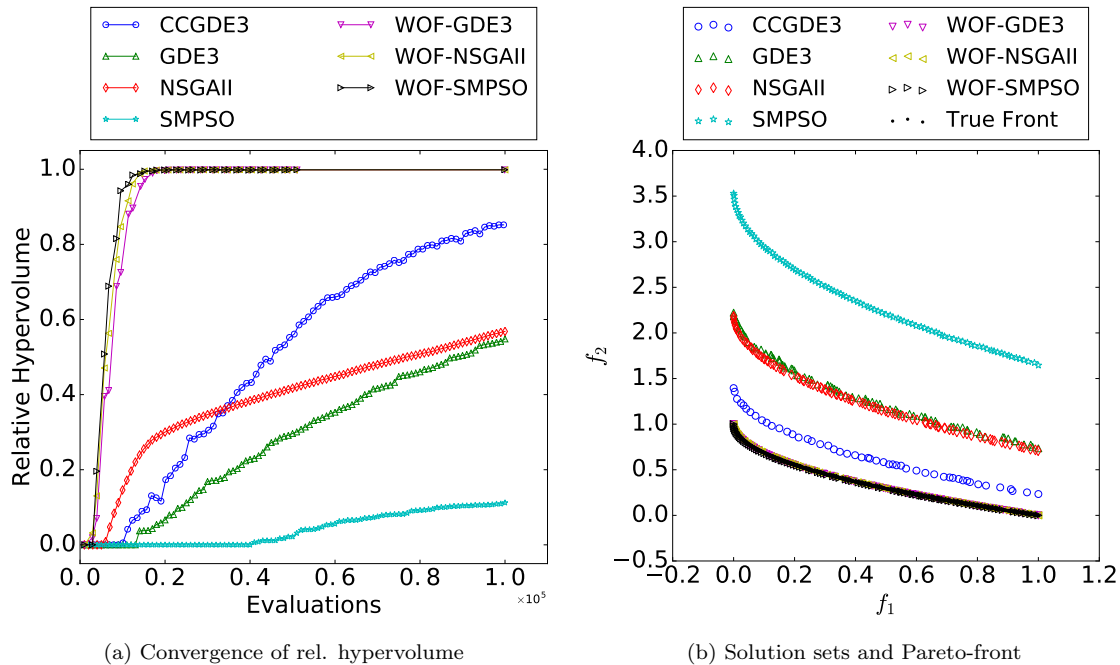 CCGDE3
GDE3
NSGAII
SMPSO
WOF-GDE3
WOF-NSGAII
WOF-SMPSO
1.0
0.8
0.6
0.4
0.2
0.0
Relative Hypervolume
0.0
0.2
0.4
0.6
0.8
1.0
×10⁵
Evaluations
(a) Convergence of rel. hypervolume
CCGDE3
GDE3
NSGAII
SMPSO
WOF-GDE3
WOF-NSGAII
WOF-SMPSO
True Front
4.0
3.5
3.0
2.5
2.0
1.5
1.0
0.5
0.0
−0.5
f₂
−0.2
0.0
0.2
0.4
0.6
0.8
1.0
1.2
f₁
(b) Solution sets and Pareto-front